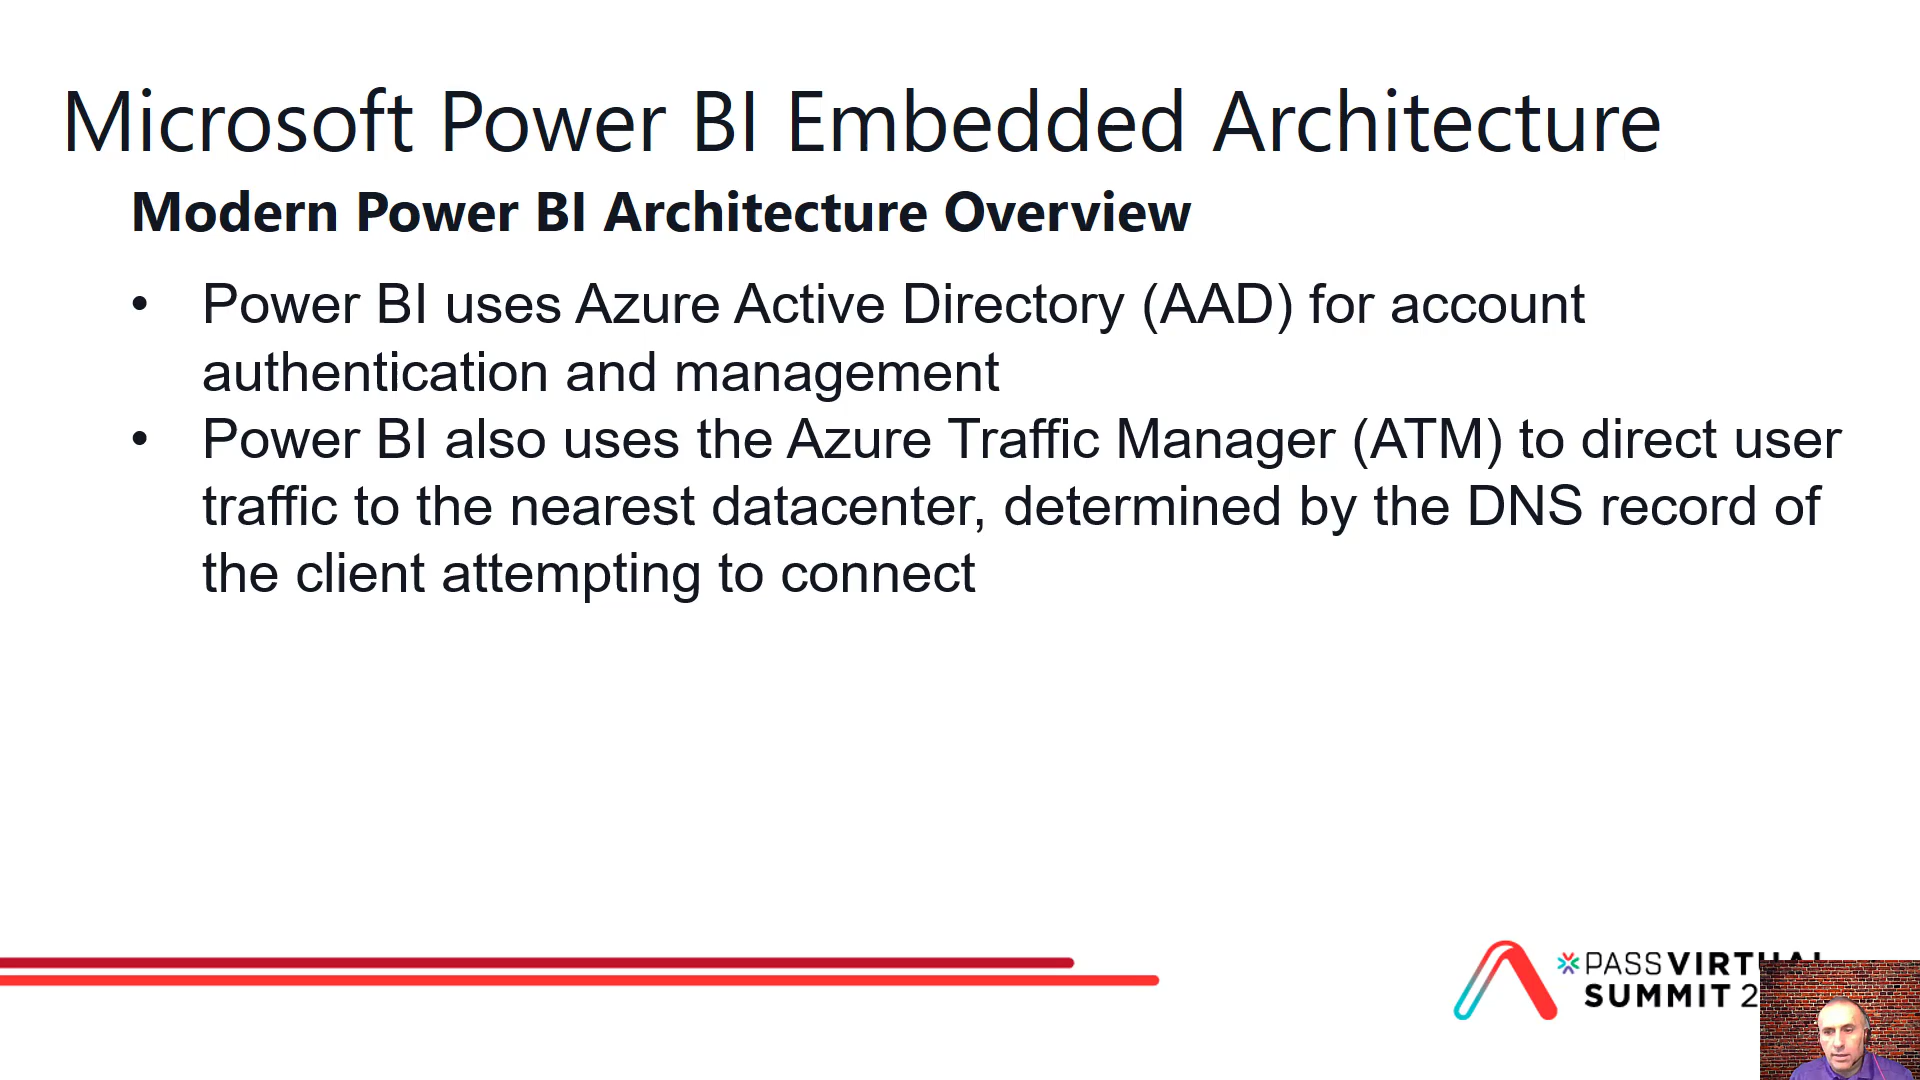 Microsoft Power BI Embedded Architecture
Modern Power BI Architecture Overview
• Power BI uses Azure Active Directory (AAD) for account
authentication and management
• Power BI also uses the Azure Traffic Manager (ATM) to direct user
traffic to the nearest datacenter, determined by the DNS record of
the client attempting to connect
PASS
SUMMIT